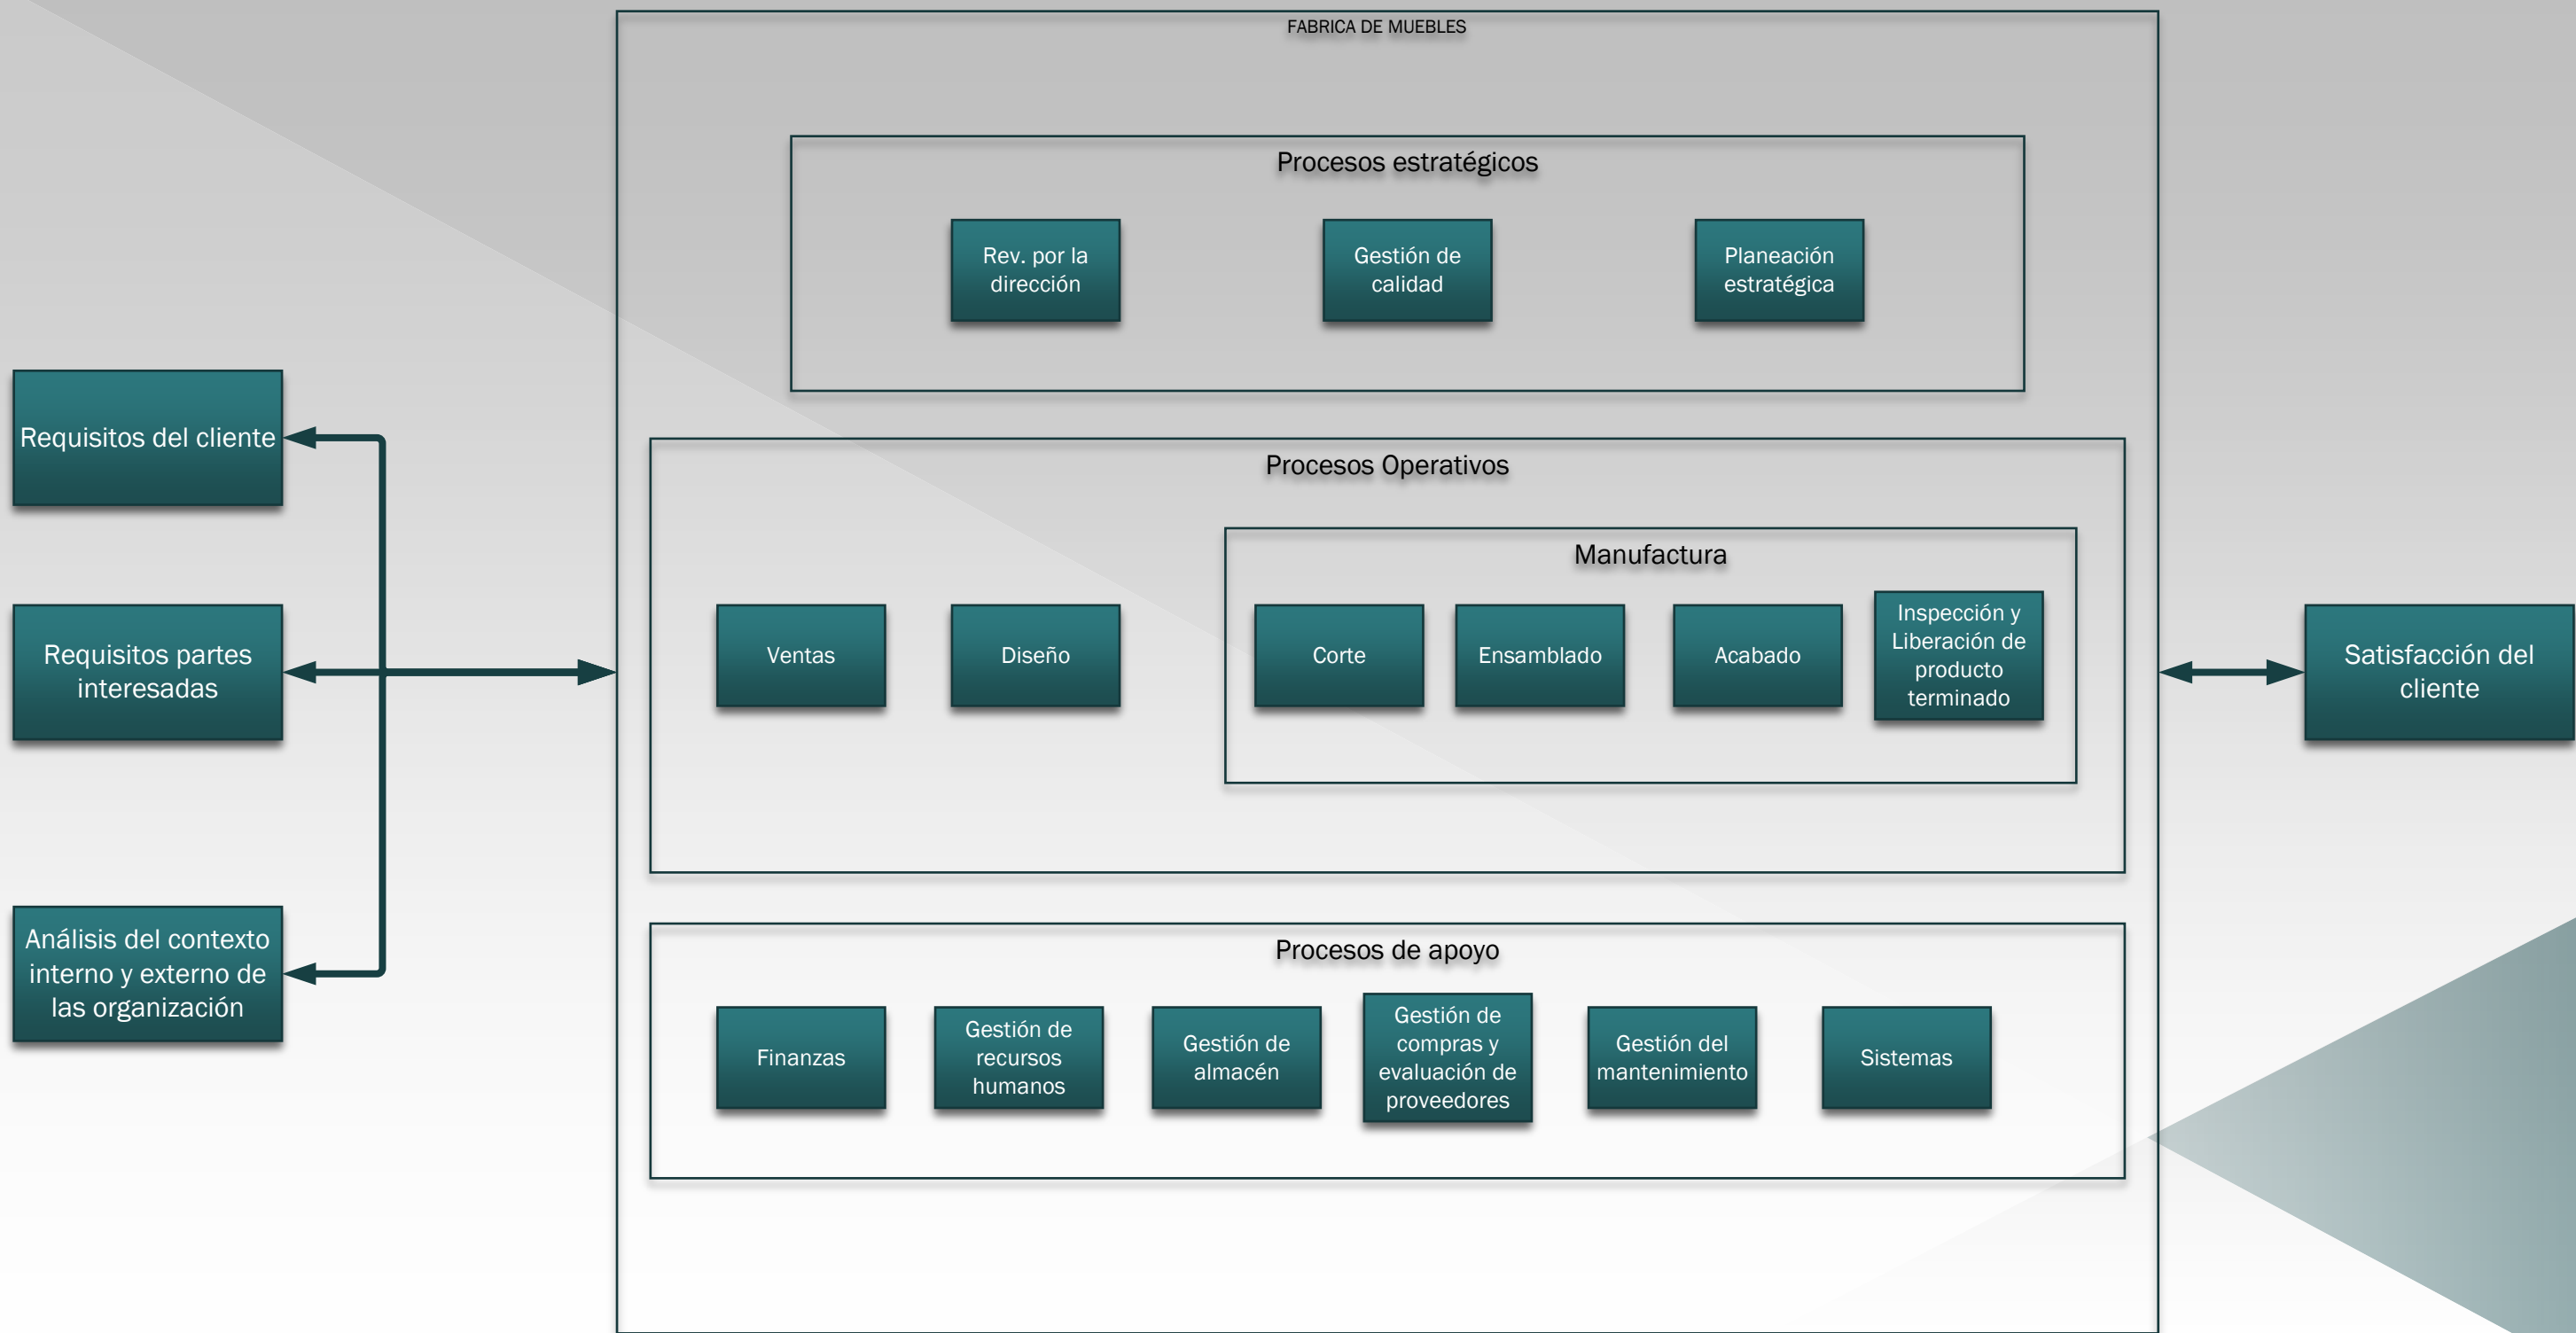 FABRICA DE MUEBLES
Procesos estratégicos
Rev. por la
dirección
Gestión de
calidad
Planeación
estratégica
Requisitos del cliente
Requisitos partes
interesadas
Análisis del contexto
interno y externo de
las organización
Procesos Operativos
Ventas
Diseño
Manufactura
Corte
Ensamblado
Acabado
Inspección y
Liberación de
producto
terminado
Satisfacción del
cliente
Procesos de apoyo
Finanzas
Gestión de
recursos
humanos
Gestión de
almacén
Gestión de
compras y
evaluación de
proveedores
Gestión del
mantenimiento
Sistemas